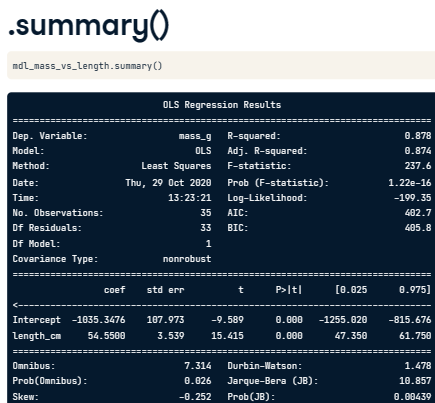 .summary()
mdl_mass_vs_length.summary()
OLS Regression Results
==============================================================================
Dep. Variable: mass_g R-squared: 0.878
Model: OLS Adj. R-squared: 0.874
Method: Least Squares F-statistic: 237.6
Date: Thu, 29 Oct 2020 Prob (F-statistic): 1.22e-16
Time: 13:23:21 Log-Likelihood: -199.35
No. Observations: 35 AIC: 402.7
Df Residuals: 33 BIC: 405.8
Df Model: 1
Covariance Type: nonrobust
==============================================================================
coef std err t P>|t| [0.025 0.975]
<-----------------------------------------------------------------------------
Intercept -1035.3476 107.973 -9.589 0.000 -1255.020 -815.676
length_cm 54.5500 3.539 15.415 0.000 47.350 61.750
==============================================================================
Omnibus: 7.314 Durbin-Watson: 1.478
Prob(Omnibus): 0.026 Jarque-Bera (JB): 10.857
Skew: -0.252 Prob(JB): 0.00439